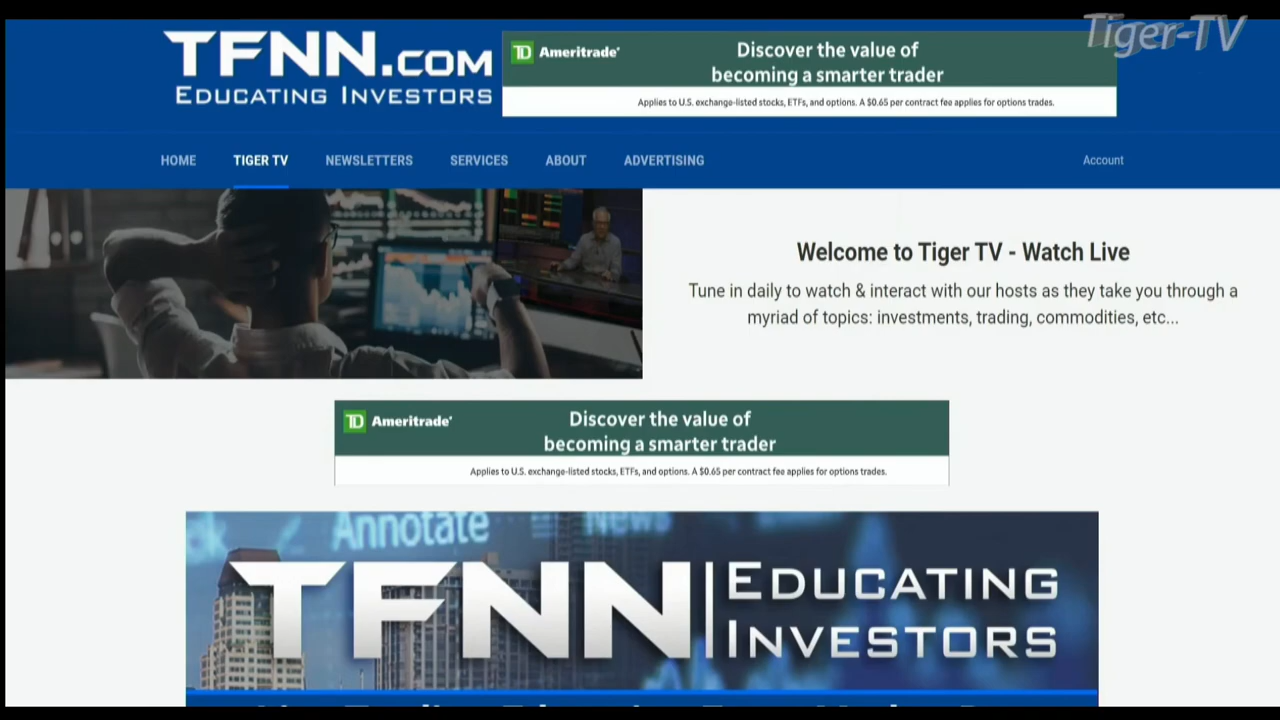 Tiger-TV
TFNN.COM
EDUCATING INVESTORS
TD Ameritrade
Discover the value of
becoming a smarter trader
Applies to U.S. exchange-listed stocks, ETFs, and options. A $0.65 per contract fee applies for options trades.
HOME TIGER TV NEWSLETTERS SERVICES ABOUT ADVERTISING Account
Welcome to Tiger TV - Watch Live
Tune in daily to watch & interact with our hosts as they take you through a
myriad of topics: investments, trading, commodities, etc...
TD Ameritrade
Discover the value of
becoming a smarter trader
Applies to U.S. exchange-listed stocks, ETFs, and options. A $0.65 per contract fee applies for options trades.
Annotate News
TFNN EDUCATING
INVESTORS